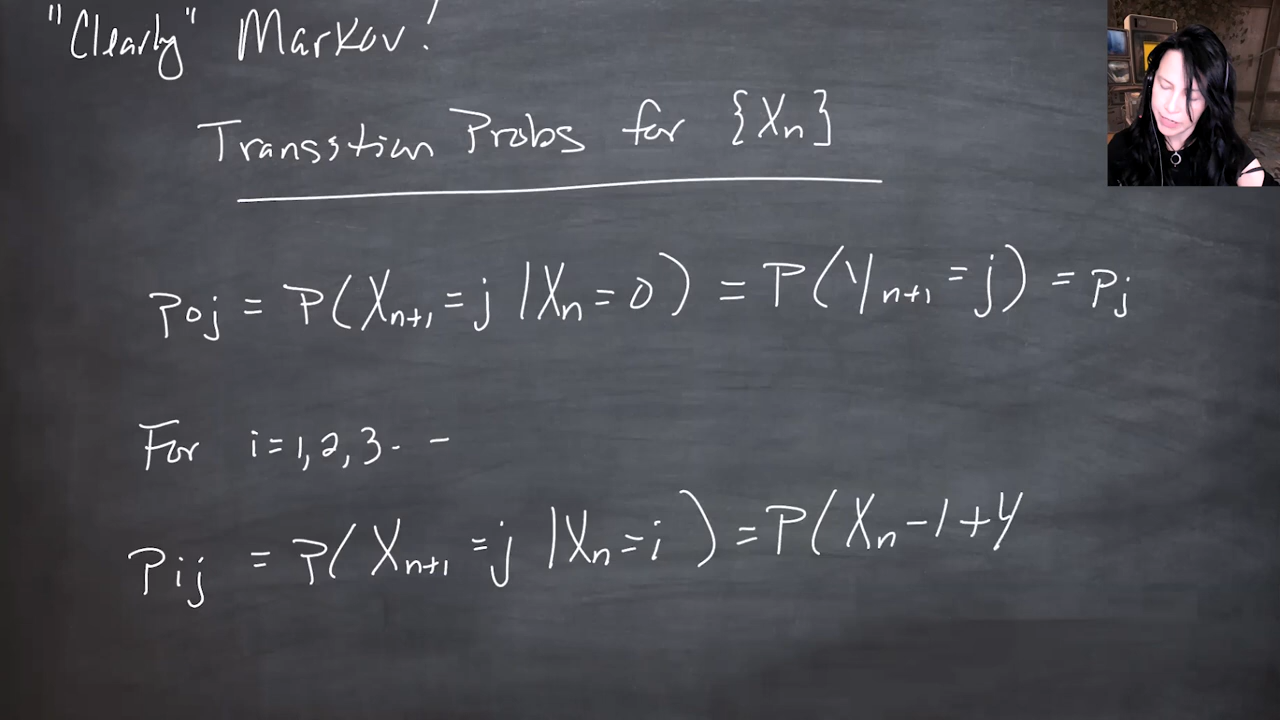 "Clearly" Markov!
Transstion Probs for {Xn}
p0j = P(Xn+1 = j | Xn = 0) = P(Yn+1 = j) = pj
For i = 1, 2, 3 - -
pij = P(Xn+1 = j | Xn = i) = P(Xn - 1 + Y